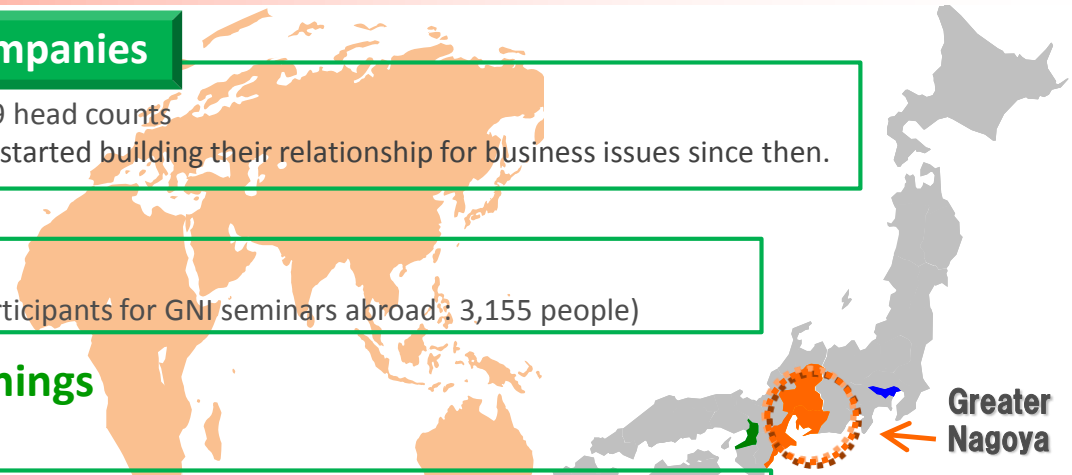 mpanies
9 head counts
started building their relationship for business issues since then.
rticipants for GNI seminars abroad : 3,155 people)
nings
Greater
Nagoya